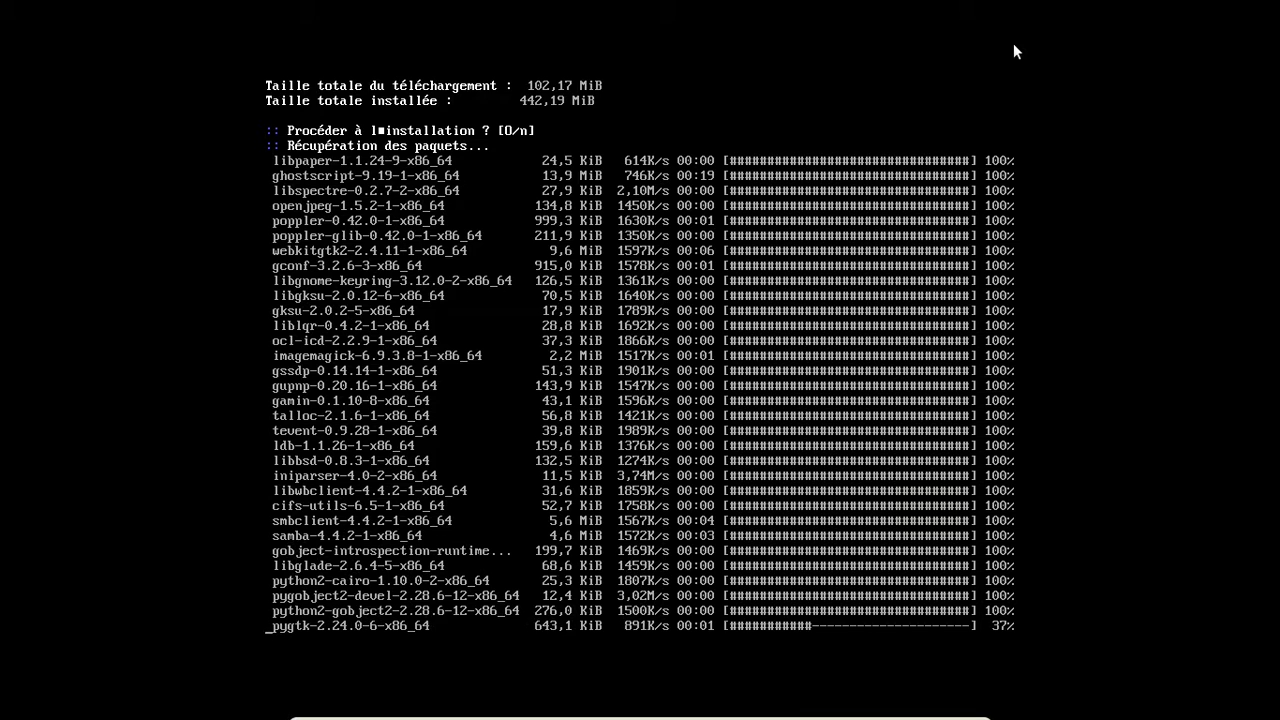 Taille totale du téléchargement : 102,17 MiB
Taille totale installée : 442,19 MiB
:: Procéder à l■installation ? [O/n]
:: Récupération des paquets...
libpaper-1.1.24-9-x86_64 24,5 KiB 614K/s 00:00 [################################] 100%
ghostscript-9.19-1-x86_64 13,9 MiB 746K/s 00:19 [################################] 100%
libspectre-0.2.7-2-x86_64 27,9 KiB 2,10M/s 00:00 [################################] 100%
openjpeg-1.5.2-1-x86_64 134,8 KiB 1450K/s 00:00 [################################] 100%
poppler-0.42.0-1-x86_64 999,3 KiB 1630K/s 00:01 [################################] 100%
poppler-glib-0.42.0-1-x86_64 211,9 KiB 1350K/s 00:00 [################################] 100%
webkitgtk2-2.4.11-1-x86_64 9,6 MiB 1597K/s 00:06 [################################] 100%
gconf-3.2.6-3-x86_64 915,0 KiB 1578K/s 00:01 [################################] 100%
libgnome-keyring-3.12.0-2-x86_64 126,5 KiB 1361K/s 00:00 [################################] 100%
libgksu-2.0.12-6-x86_64 70,5 KiB 1640K/s 00:00 [################################] 100%
gksu-2.0.2-5-x86_64 17,9 KiB 1789K/s 00:00 [################################] 100%
liblqr-0.4.2-1-x86_64 28,8 KiB 1692K/s 00:00 [################################] 100%
ocl-icd-2.2.9-1-x86_64 37,3 KiB 1866K/s 00:00 [################################] 100%
imagemagick-6.9.3.8-1-x86_64 2,2 MiB 1517K/s 00:01 [################################] 100%
gssdp-0.14.14-1-x86_64 51,3 KiB 1901K/s 00:00 [################################] 100%
gupnp-0.20.16-1-x86_64 143,9 KiB 1547K/s 00:00 [################################] 100%
gamin-0.1.10-8-x86_64 43,1 KiB 1596K/s 00:00 [################################] 100%
talloc-2.1.6-1-x86_64 56,8 KiB 1421K/s 00:00 [################################] 100%
tevent-0.9.28-1-x86_64 39,8 KiB 1989K/s 00:00 [################################] 100%
ldb-1.1.26-1-x86_64 159,6 KiB 1376K/s 00:00 [################################] 100%
libbsd-0.8.3-1-x86_64 132,5 KiB 1274K/s 00:00 [################################] 100%
iniparser-4.0-2-x86_64 11,5 KiB 3,74M/s 00:00 [################################] 100%
libwbclient-4.4.2-1-x86_64 31,6 KiB 1859K/s 00:00 [################################] 100%
cifs-utils-6.5-1-x86_64 52,7 KiB 1758K/s 00:00 [################################] 100%
smbclient-4.4.2-1-x86_64 5,6 MiB 1567K/s 00:04 [################################] 100%
samba-4.4.2-1-x86_64 4,6 MiB 1572K/s 00:03 [################################] 100%
gobject-introspection-runtime... 199,7 KiB 1469K/s 00:00 [################################] 100%
libglade-2.6.4-5-x86_64 68,6 KiB 1459K/s 00:00 [################################] 100%
python2-cairo-1.10.0-2-x86_64 25,3 KiB 1807K/s 00:00 [################################] 100%
pygobject2-devel-2.28.6-12-x86_64 12,4 KiB 3,02M/s 00:00 [################################] 100%
python2-gobject2-2.28.6-12-x86_64 276,0 KiB 1500K/s 00:00 [################################] 100%
_pygtk-2.24.0-6-x86_64 643,1 KiB 891K/s 00:01 [###########---------------------] 37%